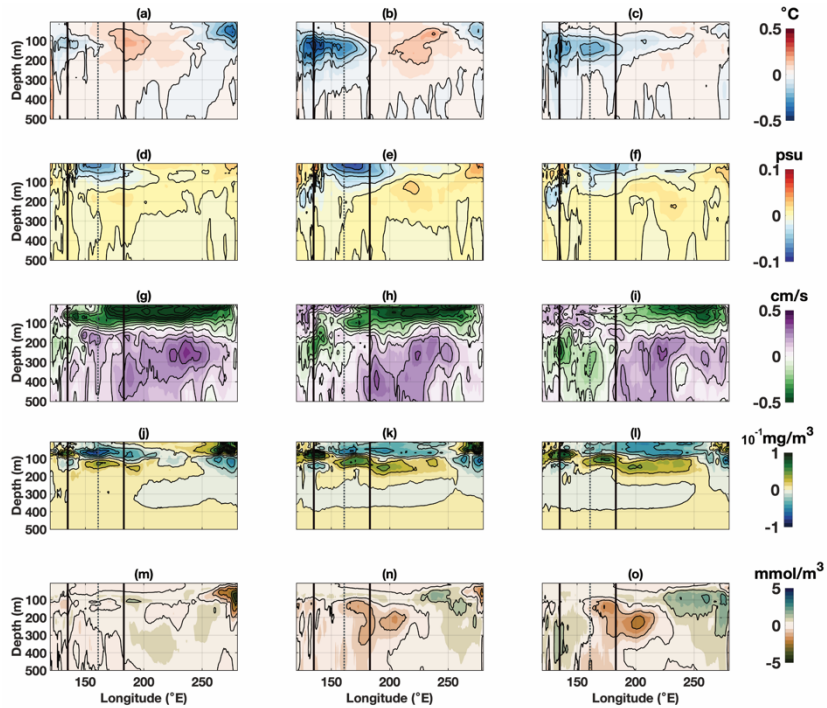 (a) (b) (c) °C
Depth (m) 100 200 300 400 500 0.5 0 -0.5
(d) (e) (f) psu
Depth (m) 100 200 300 400 500 0.1 0 -0.1
(g) (h) (i) cm/s
Depth (m) 100 200 300 400 500 0.5 0 -0.5
(j) (k) (l) 10⁻¹mg/m³
Depth (m) 100 200 300 400 500 1 0 -1
(m) (n) (o) mmol/m³
Depth (m) 100 200 300 400 500 5 0 -5
150 200 250 150 200 250 150 200 250
Longitude (°E) Longitude (°E) Longitude (°E)